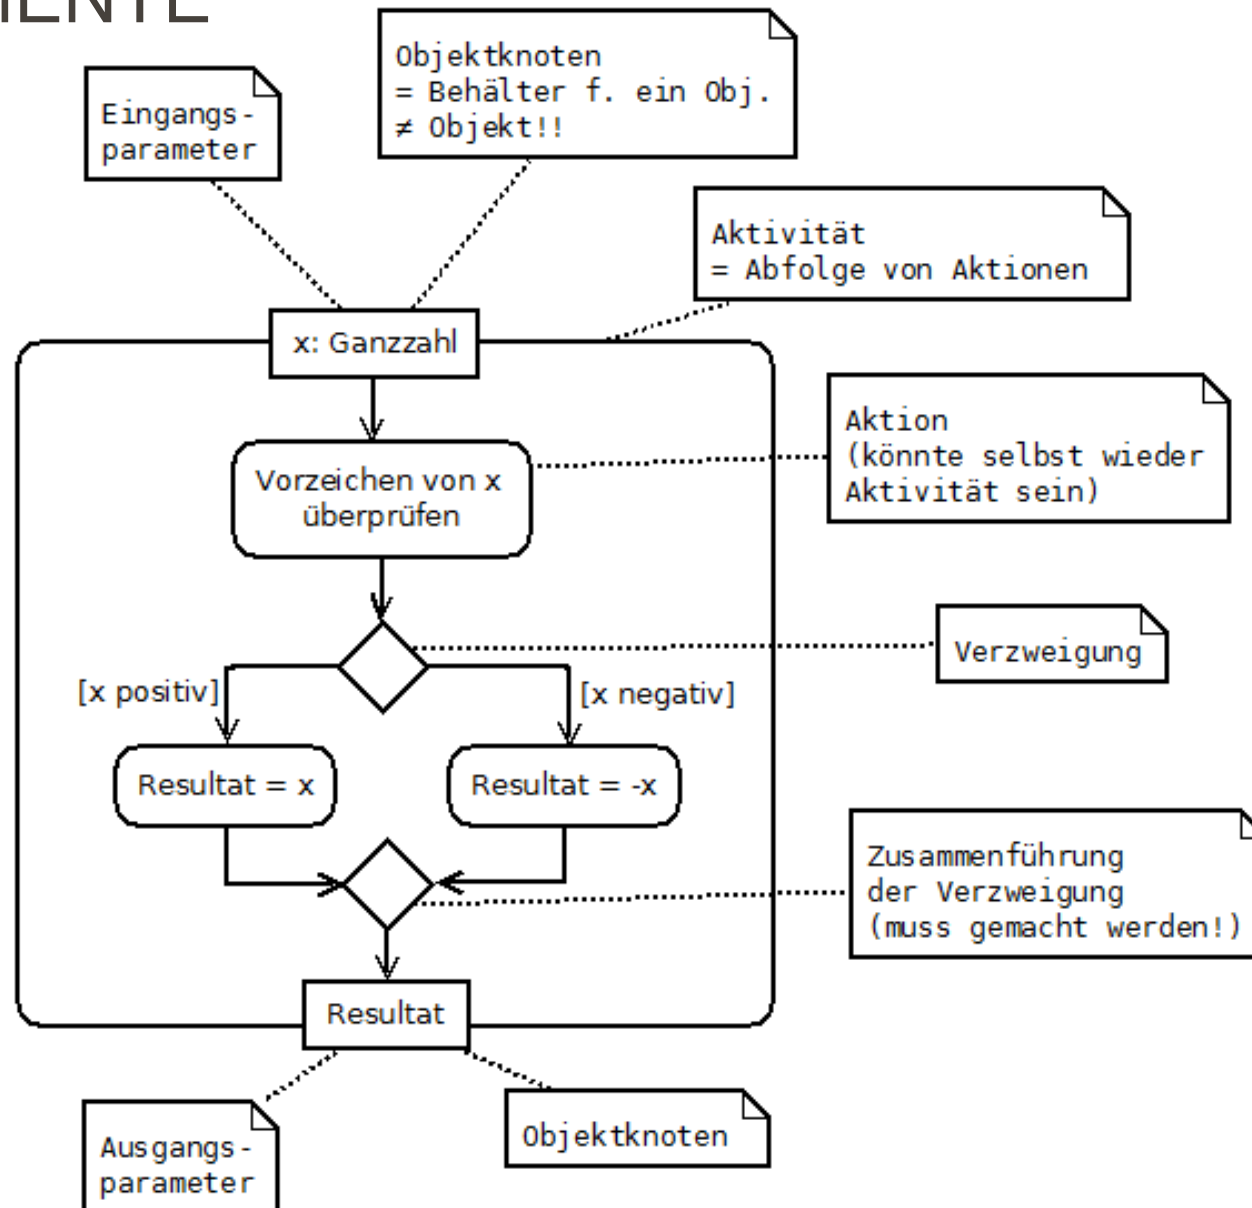 Objektknoten
= Behälter f. ein Obj.
≠ Objekt!!
Eingangs-
parameter
Aktivität
= Abfolge von Aktionen
x: Ganzzahl
Aktion
(könnte selbst wieder
Aktivität sein)
Vorzeichen von x
überprüfen
Verzweigung
[x positiv]
[x negativ]
Resultat = x
Resultat = -x
Zusammenführung
der Verzweigung
(muss gemacht werden!)
Resultat
Objektknoten
Ausgangs-
parameter